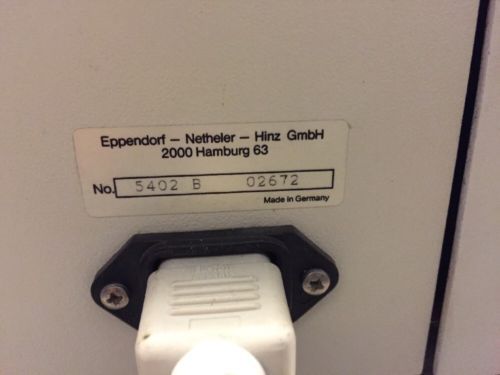 Eppendorf – Netheler – Hinz GmbH
2000 Hamburg 63
No. 5402 B 02672
Made in Germany